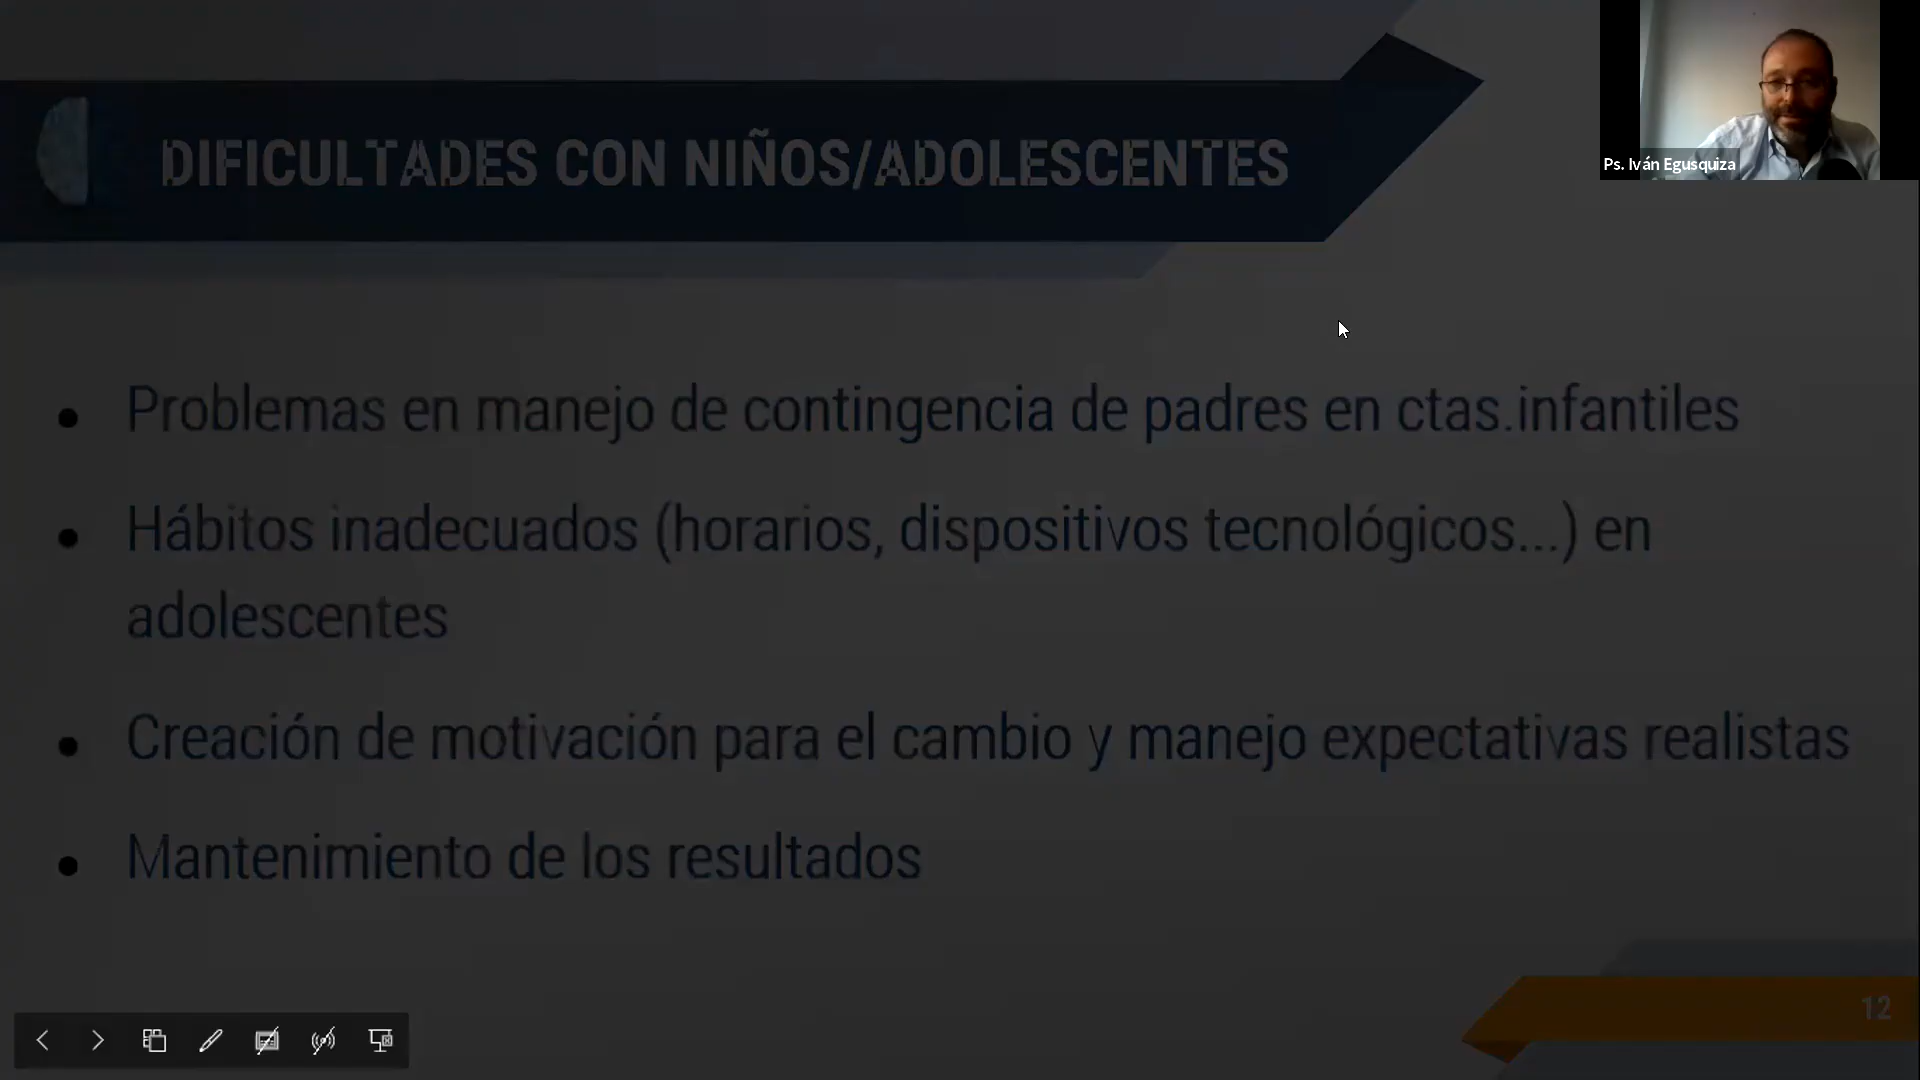 DIFICULTADES CON NIÑOS/ADOLESCENTES
Ps. Iván Egusquiza
Problemas en manejo de contingencia de padres en ctas.infantiles
Hábitos inadecuados (horarios, dispositivos tecnológicos...) en
adolescentes
Creación de motivación para el cambio y manejo expectativas realistas
Mantenimiento de los resultados
12